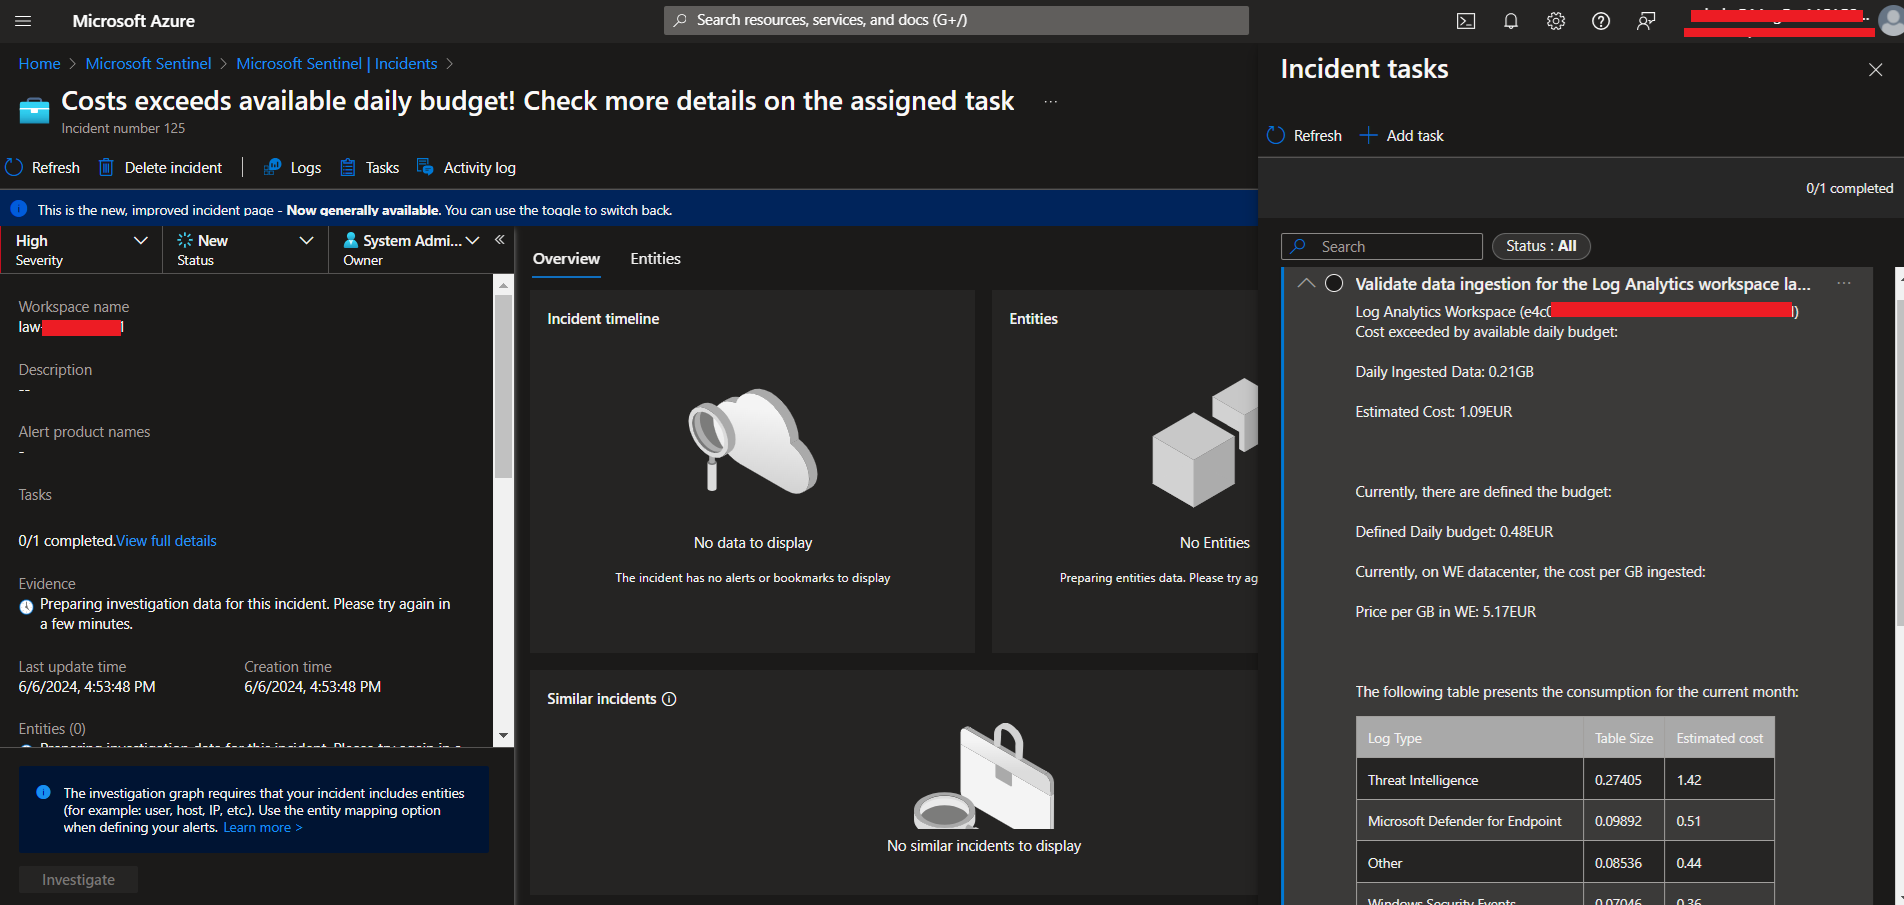 Microsoft Azure
Search resources, services, and docs (G+/)
Home > Microsoft Sentinel > Microsoft Sentinel | Incidents >
Costs exceeds available daily budget! Check more details on the assigned task ...
Incident number 125
Refresh Delete incident | Logs Tasks Activity log
This is the new, improved incident page - Now generally available. You can use the toggle to switch back.
High
Severity
New
Status
System Admi...
Owner
Workspace name
law-
Description
--
Alert product names
-
Tasks
0/1 completed.View full details
Evidence
Preparing investigation data for this incident. Please try again in
a few minutes.
Last update time
6/6/2024, 4:53:48 PM
Creation time
6/6/2024, 4:53:48 PM
Entities (0)
Preparing investigation data for this incident. Please try again in a
The investigation graph requires that your incident includes entities
(for example: user, host, IP, etc.). Use the entity mapping option
when defining your alerts. Learn more >
Investigate
Overview Entities
Incident timeline
No data to display
The incident has no alerts or bookmarks to display
Entities
No Entities
Preparing entities data. Please try ag
Similar incidents
No similar incidents to display
Incident tasks
Refresh Add task
0/1 completed
Search
Status : All
Validate data ingestion for the Log Analytics workspace la... ...
Log Analytics Workspace (e4c0 )
Cost exceeded by available daily budget:
Daily Ingested Data: 0.21GB
Estimated Cost: 1.09EUR
Currently, there are defined the budget:
Defined Daily budget: 0.48EUR
Currently, on WE datacenter, the cost per GB ingested:
Price per GB in WE: 5.17EUR
The following table presents the consumption for the current month:
Log Type Table Size Estimated cost
Threat Intelligence 0.27405 1.42
Microsoft Defender for Endpoint 0.09892 0.51
Other 0.08536 0.44
Windows Security Events 0.07046 0.36